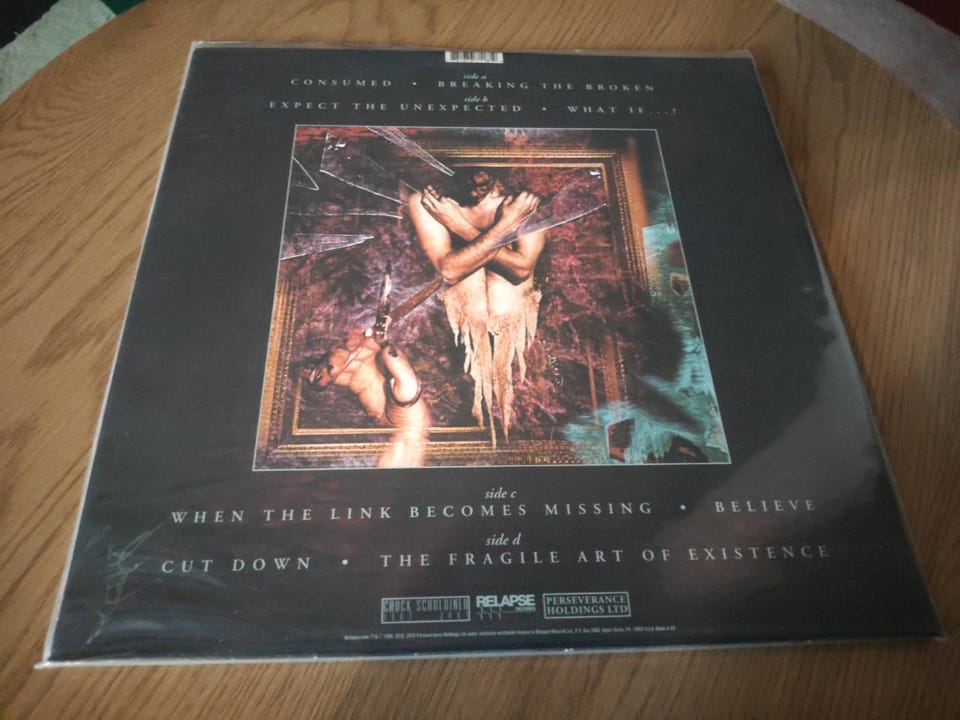 side a
CONSUMED • BREAKING THE BROKEN
side b
EXPECT THE UNEXPECTED • WHAT IF...?
side c
WHEN THE LINK BECOMES MISSING • BELIEVE
side d
CUT DOWN • THE FRAGILE ART OF EXISTENCE
CHUCK SCHULDINER
RELAPSE
RECORDS
PERSEVERANCE
HOLDINGS LTD